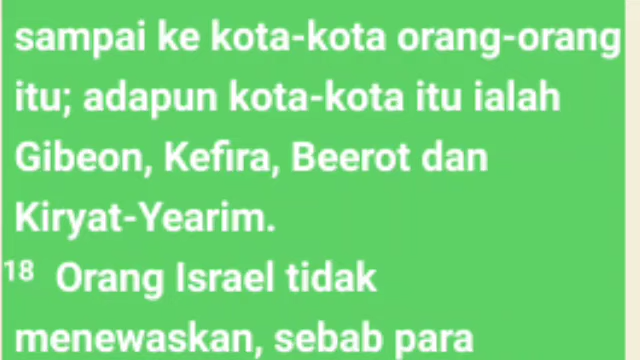 sampai ke kota-kota orang-orang
itu; adapun kota-kota itu ialah
Gibeon, Kefira, Beerot dan
Kiryat-Yearim.
18 Orang Israel tidak
menewaskan, sebab para